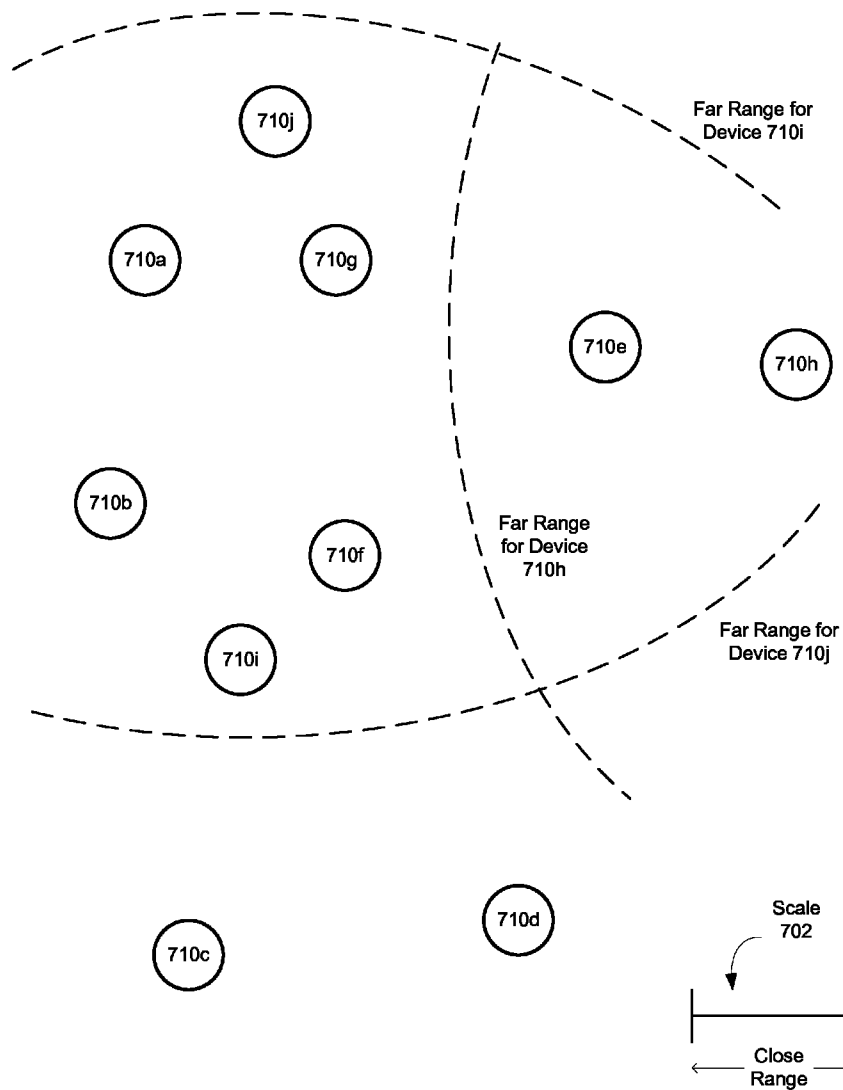 710j
Far Range for
Device 710i
710a
710g
710e
710h
710b
Far Range
for Device
710h
710f
Far Range for
Device 710j
710i
710d
710c
Scale
702
Close
Range